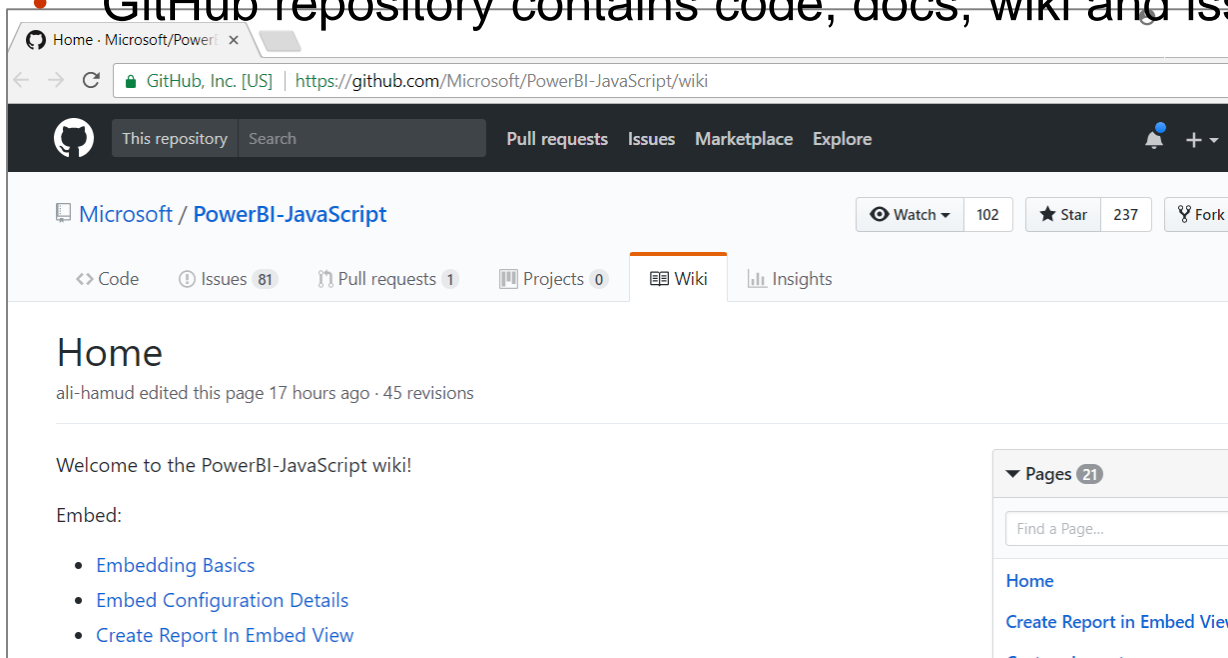 • GitHub repository contains code, docs, wiki and iss
Home · Microsoft/Power
GitHub, Inc. [US] | https://github.com/Microsoft/PowerBI-JavaScript/wiki
This repository Search Pull requests Issues Marketplace Explore
Microsoft / PowerBI-JavaScript Watch 102 Star 237 Fork
Code Issues 81 Pull requests 1 Projects 0 Wiki Insights
Home
ali-hamud edited this page 17 hours ago · 45 revisions
Welcome to the PowerBI-JavaScript wiki!
Pages 21
Embed:
Find a Page...
• Embedding Basics
Home
• Embed Configuration Details
Create Report in Embed View
• Create Report In Embed View